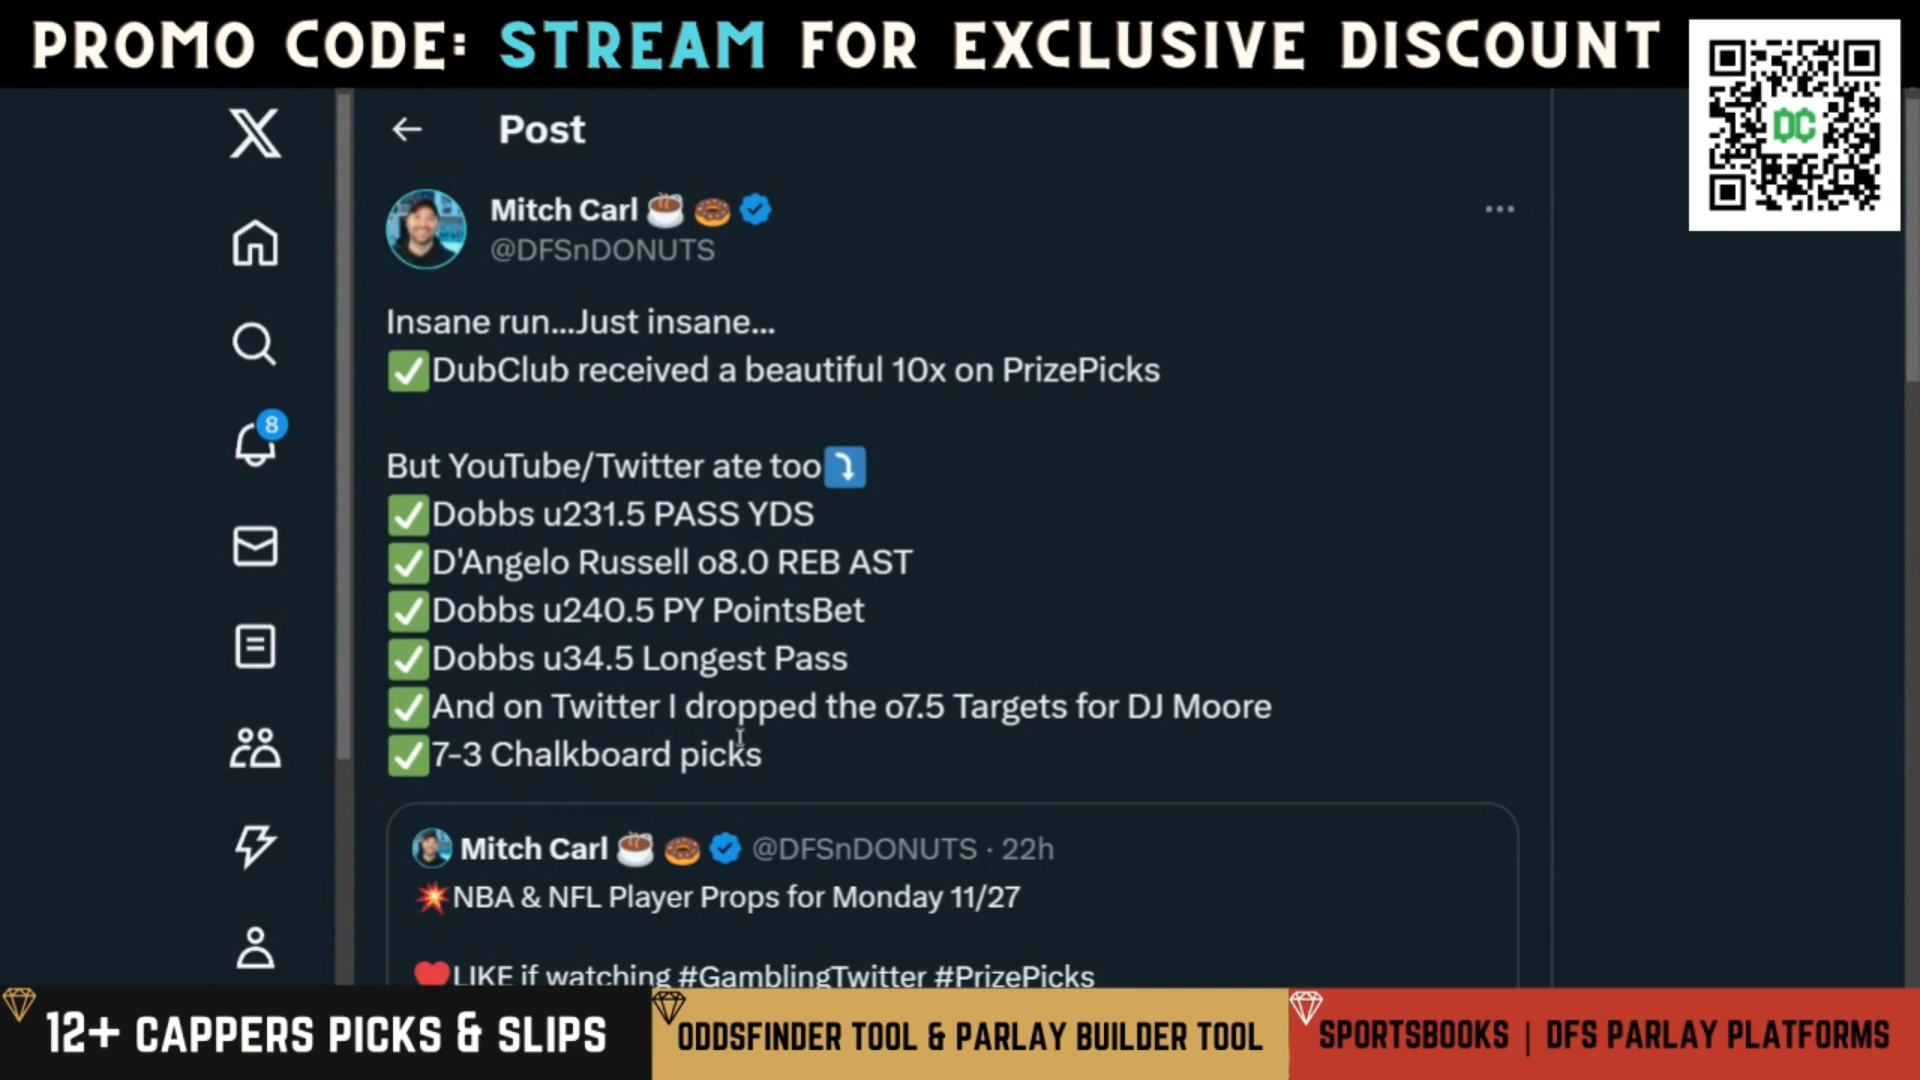 PROMO CODE: STREAM FOR EXCLUSIVE DISCOUNT
DC
Post
Mitch Carl
@DFSnDONUTS
Insane run...Just insane...
DubClub received a beautiful 10x on PrizePicks
But YouTube/Twitter ate too
Dobbs u231.5 PASS YDS
D'Angelo Russell o8.0 REB AST
Dobbs u240.5 PY PointsBet
Dobbs u34.5 Longest Pass
And on Twitter I dropped the o7.5 Targets for DJ Moore
7-3 Chalkboard picks
8
Mitch Carl @DFSnDONUTS · 22h
NBA & NFL Player Props for Monday 11/27
LIKE if watching #GamblingTwitter #PrizePicks
12+ CAPPERS PICKS & SLIPS
ODDSFINDER TOOL & PARLAY BUILDER TOOL
SPORTSBOOKS | DFS PARLAY PLATFORMS